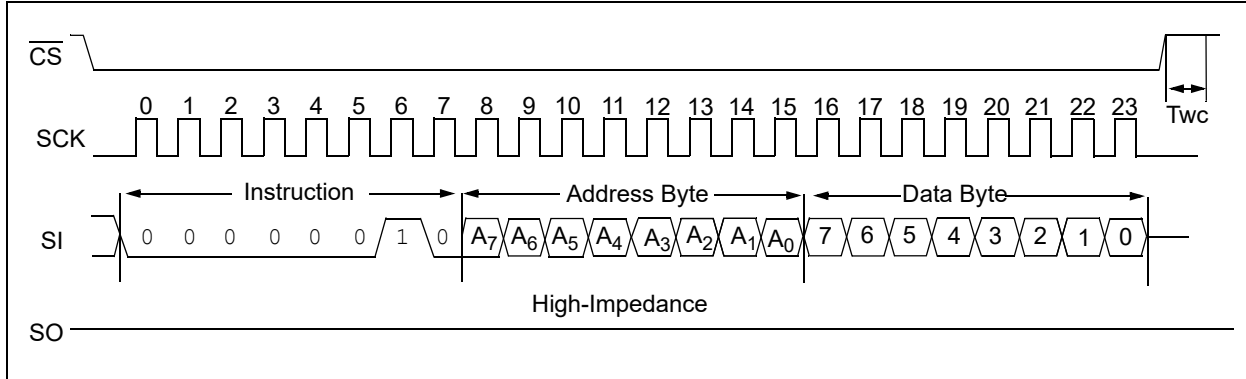 CS
0 1 2 3 4 5 6 7 8 9 10 11 12 13 14 15 16 17 18 19 20 21 22 23
Twc
SCK
Instruction Address Byte Data Byte
SI 0 0 0 0 0 0 1 0 A7 A6 A5 A4 A3 A2 A1 A0 7 6 5 4 3 2 1 0
High-Impedance
SO